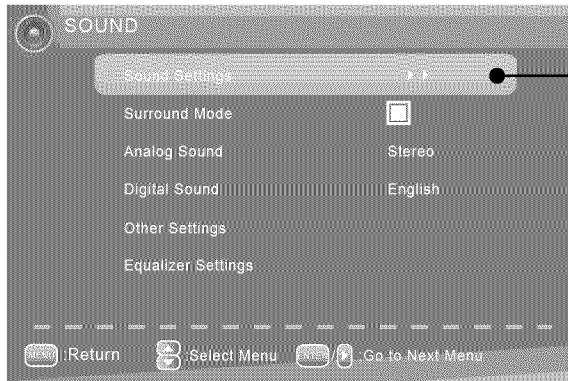 SOUND
Sound Settings
Surround Mode
Analog Sound Stereo
Digital Sound English
Other Settings
Equalizer Settings
MENU :Return :Select Menu ENTER / :Go to Next Menu